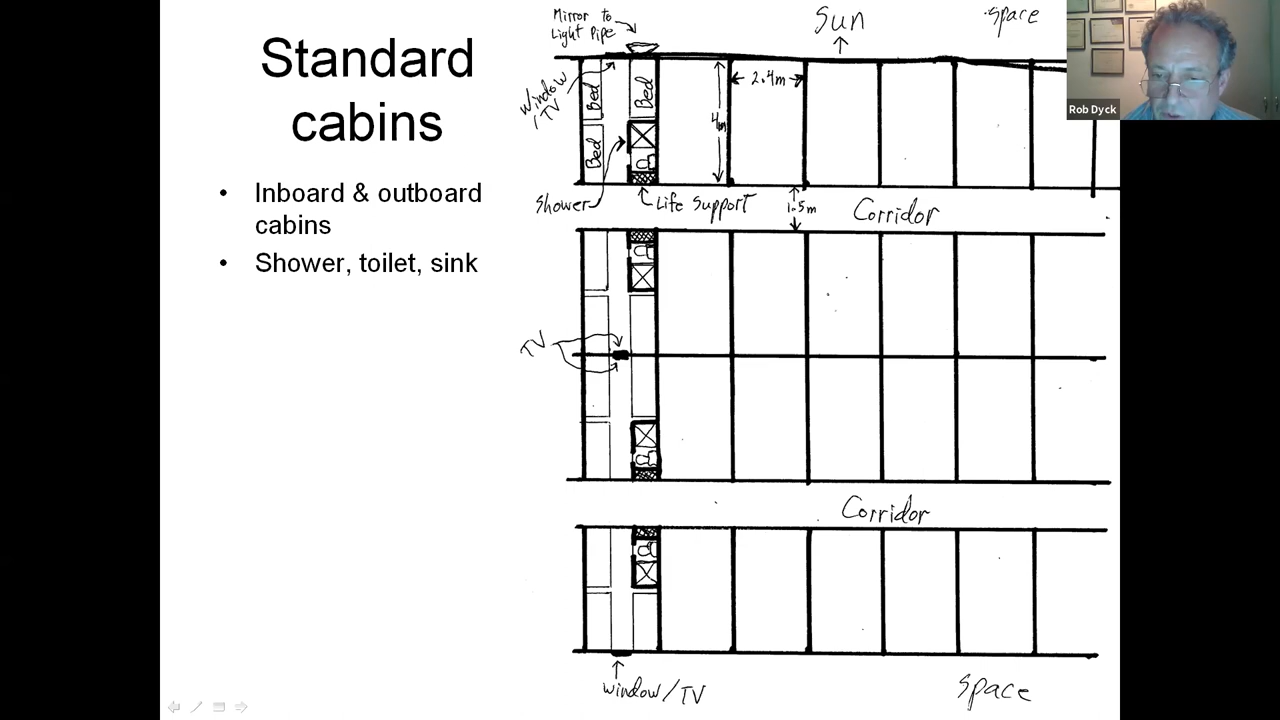 Standard
cabins
• Inboard & outboard
cabins
• Shower, toilet, sink
Mirror to
Light Pipe
Sun
Space
Rob Dyck
Window
/TV
Bed
Bed
Bed
2.4m
4m
Shower
Life Support
1.5m
Corridor
TV
Corridor
window/TV
Space